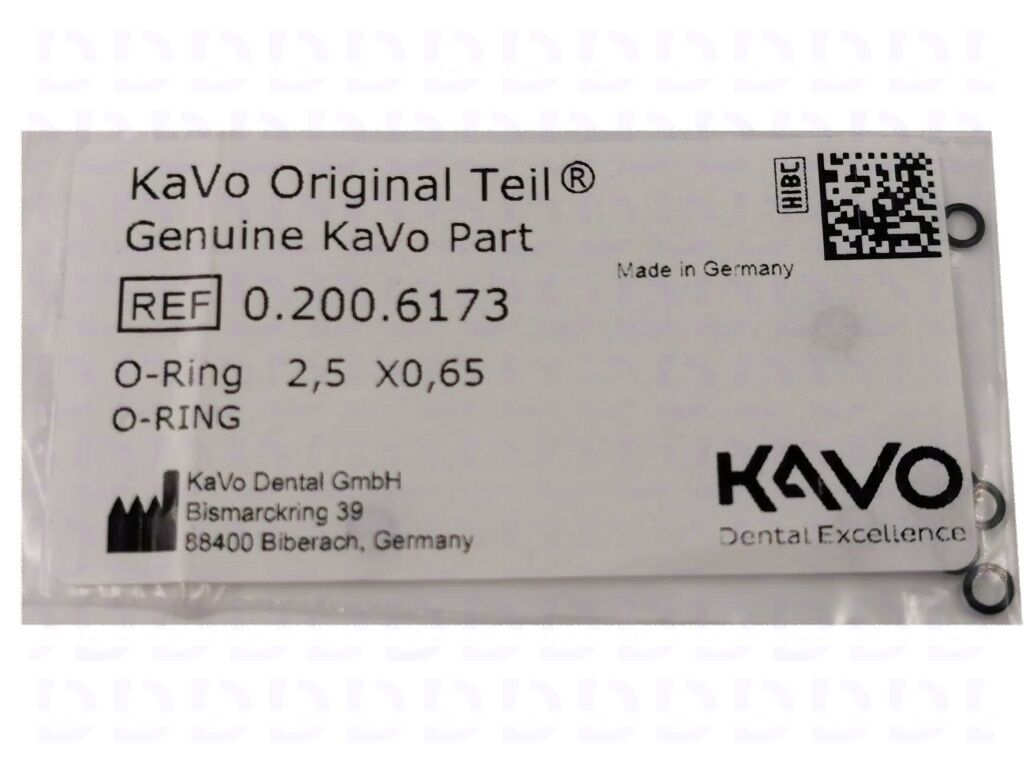 KaVo Original Teil®
Genuine KaVo Part
HIBC
Made in Germany
REF 0.200.6173
O-Ring 2,5 X0,65
O-RING
KaVo Dental GmbH
Bismarckring 39
88400 Biberach, Germany
KAVO
Dental Excellence